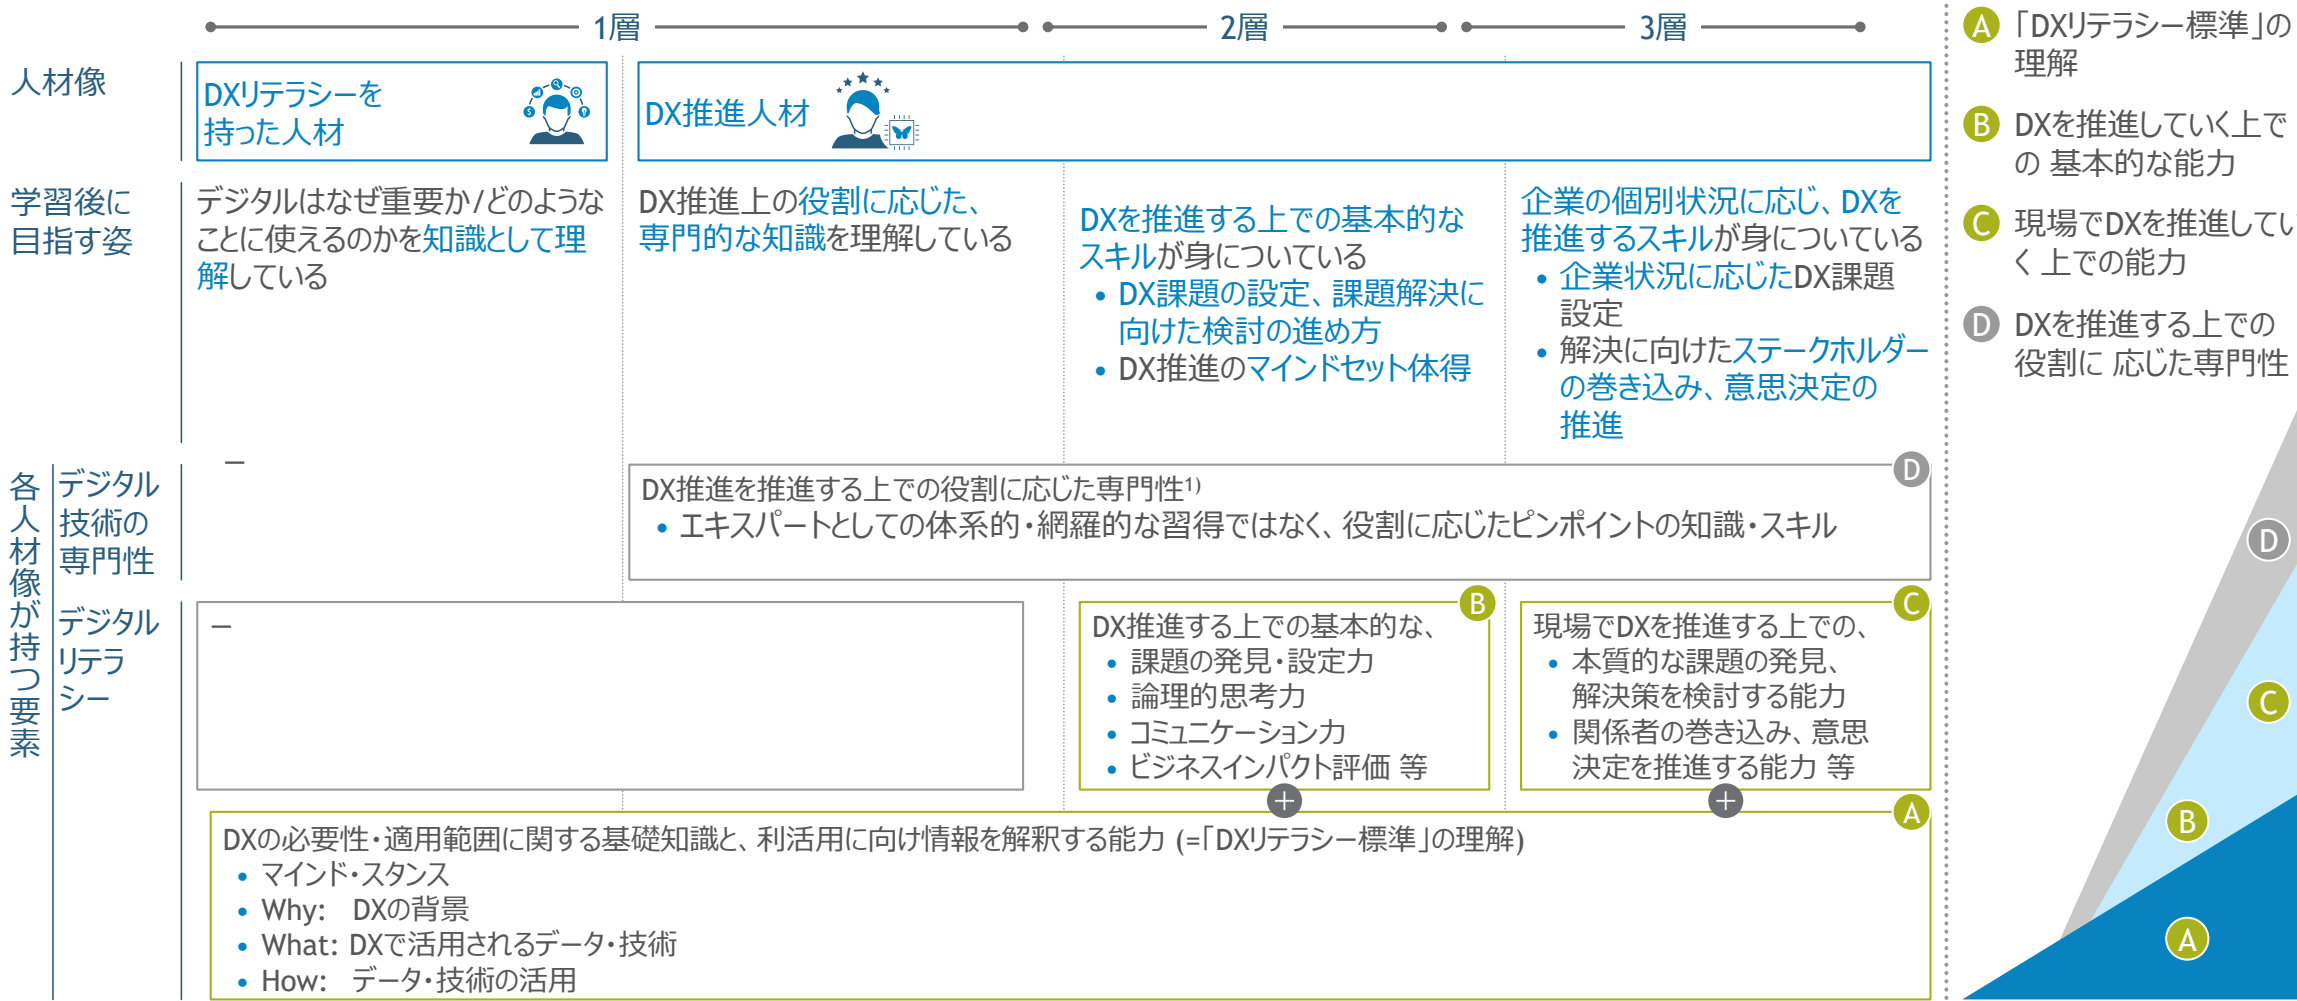 1層
2層
3層
人材像
DXリテラシーを
持った人材
DX推進人材
学習後に
目指す姿
デジタルはなぜ重要か/どのような
ことに使えるのかを知識として理
解している
DX推進上の役割に応じた、
専門的な知識を理解している
DXを推進する上での基本的な
スキルが身についている
• DX課題の設定、課題解決に
向けた検討の進め方
• DX推進のマインドセット体得
企業の個別状況に応じ、DXを
推進するスキルが身についている
• 企業状況に応じたDX課題
設定
• 解決に向けたステークホルダー
の巻き込み、意思決定の
推進
各人材像が持つ要素
デジタル
技術の
専門性
–
DX推進を推進する上での役割に応じた専門性1)
• エキスパートとしての体系的・網羅的な習得ではなく、役割に応じたピンポイントの知識・スキル
D
デジタル
リテラ
シー
–
B
DX推進する上での基本的な、
• 課題の発見・設定力
• 論理的思考力
• コミュニケーション力
• ビジネスインパクト評価 等
C
現場でDXを推進する上での、
• 本質的な課題の発見、
解決策を検討する能力
• 関係者の巻き込み、意思
決定を推進する能力 等
+
+
A
DXの必要性・適用範囲に関する基礎知識と、利活用に向け情報を解釈する能力 (=「DXリテラシー標準」の理解)
• マインド・スタンス
• Why: DXの背景
• What: DXで活用されるデータ・技術
• How: データ・技術の活用
A 「DXリテラシー標準」の
理解
B DXを推進していく上で
の 基本的な能力
C 現場でDXを推進してい
く 上での能力
D DXを推進する上での
役割に 応じた専門性
D
C
B
A